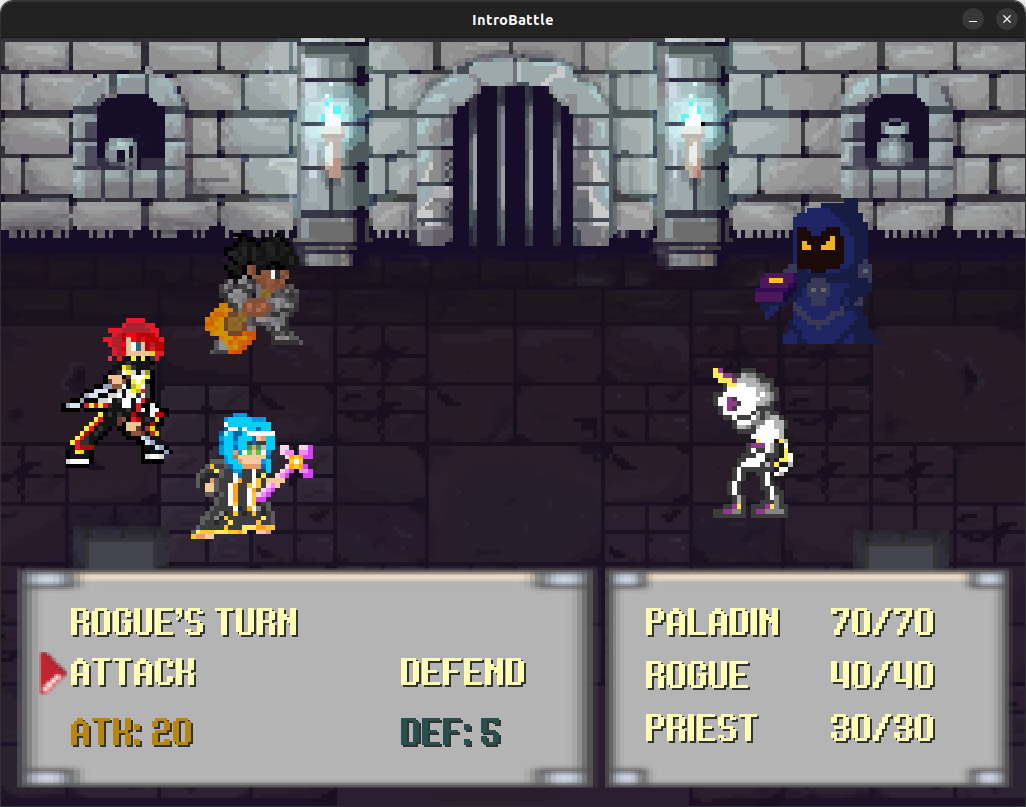 IntroBattle
ROGUE'S TURN
ATTACK DEFEND
ATK: 20 DEF: 5
PALADIN 70/70
ROGUE 40/40
PRIEST 30/30